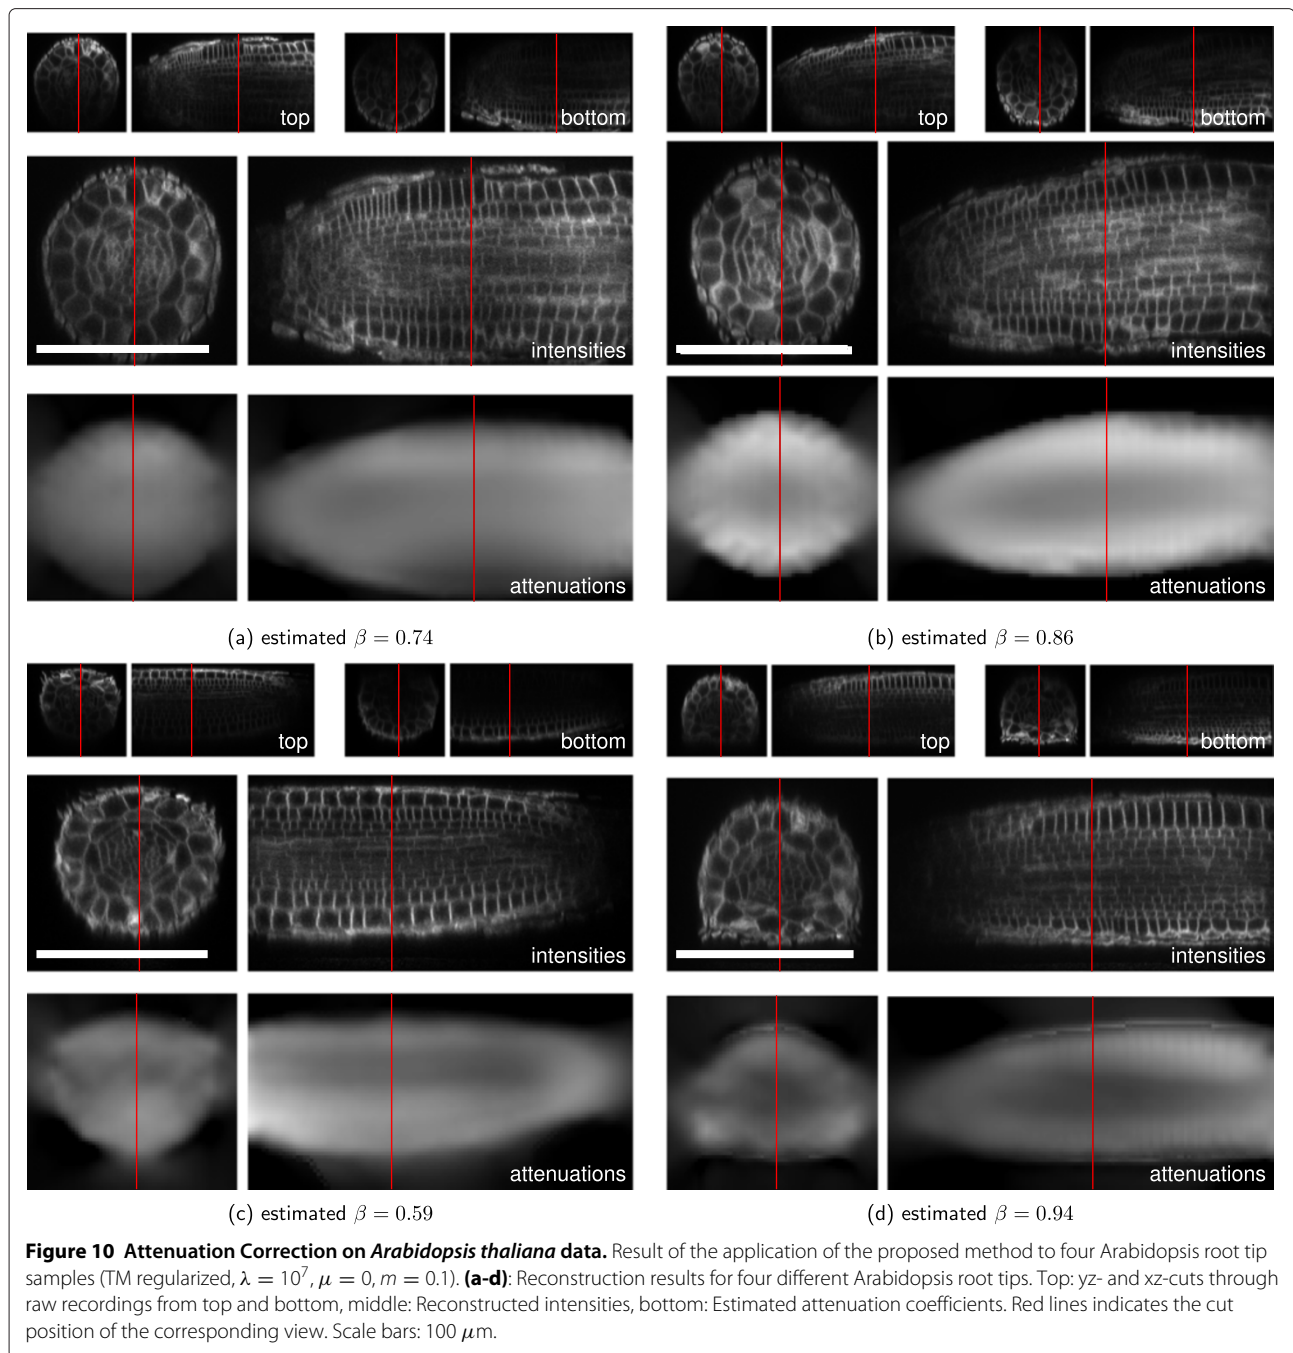 top
bottom
top
bottom
intensities
intensities
attenuations
attenuations
(a) estimated β = 0.74
(b) estimated β = 0.86
top
bottom
top
bottom
intensities
intensities
attenuations
attenuations
(c) estimated β = 0.59
(d) estimated β = 0.94
Figure 10 Attenuation Correction on Arabidopsis thaliana data. Result of the application of the proposed method to four Arabidopsis root tip
samples (TM regularized, λ = 10⁷, μ = 0, m = 0.1). (a-d): Reconstruction results for four different Arabidopsis root tips. Top: yz- and xz-cuts through
raw recordings from top and bottom, middle: Reconstructed intensities, bottom: Estimated attenuation coefficients. Red lines indicates the cut
position of the corresponding view. Scale bars: 100 μm.